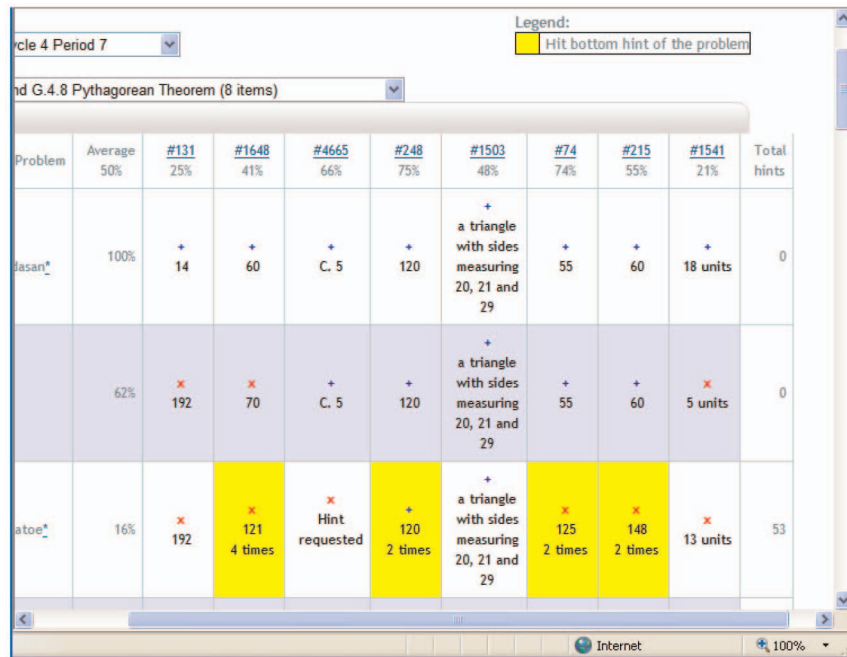 Legend:
Hit bottom hint of the problem
ycle 4 Period 7
nd G.4.8 Pythagorean Theorem (8 items)
Problem Average #131 #1648 #4665 #248 #1503 #74 #215 #1541 Total
50% 25% 41% 66% 75% 48% 74% 55% 21% hints
+
a triangle
with sides
measuring
20, 21 and
29
dasan* 100% + + + + + + + 0
14 60 C. 5 120 55 60 18 units
+
a triangle
with sides
measuring
20, 21 and
29
62% x x + + + + x 0
192 70 C. 5 120 55 60 5 units
+
a triangle
with sides
measuring
20, 21 and
29
atoe* 16% x x x + x x x 53
192 121 Hint 120 125 148 13 units
4 times requested 2 times 2 times 2 times
Internet 100%